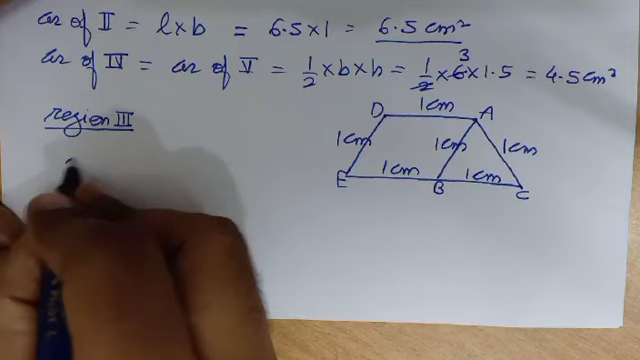 ar of II = l x b = 6.5 x 1 = 6.5 cm²
ar of IV = ar of V = 1/2 x b x h = 1/2 x 6 3 x 1.5 = 4.5 cm²
region III
D 1cm A
1cm 1cm 1cm
E 1cm B 1cm C